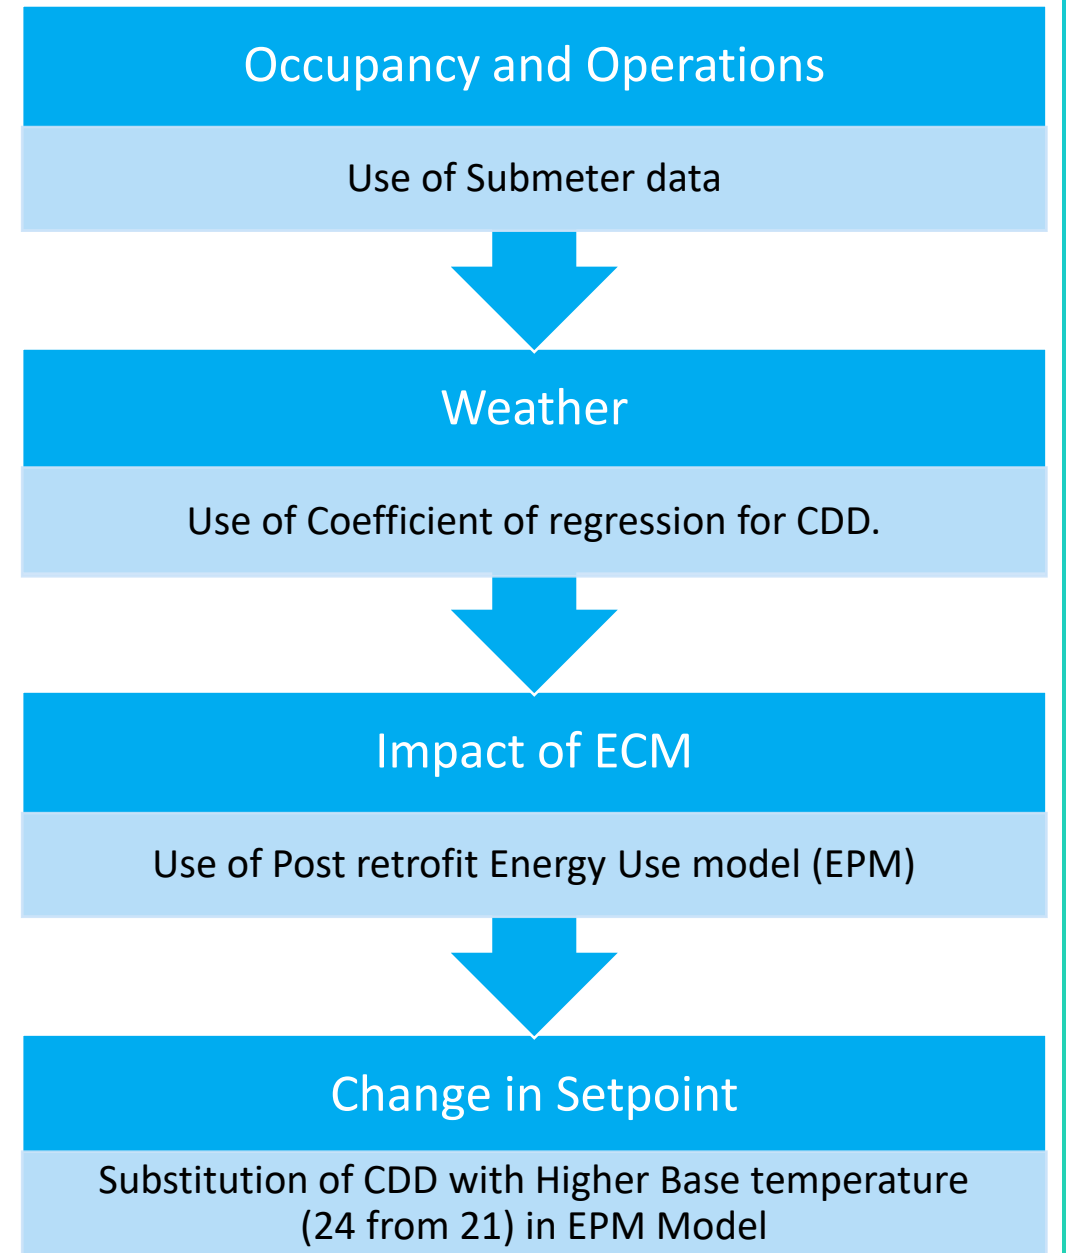 Occupancy and Operations
Use of Submeter data
Weather
Use of Coefficient of regression for CDD.
Impact of ECM
Use of Post retrofit Energy Use model (EPM)
Change in Setpoint
Substitution of CDD with Higher Base temperature
(24 from 21) in EPM Model